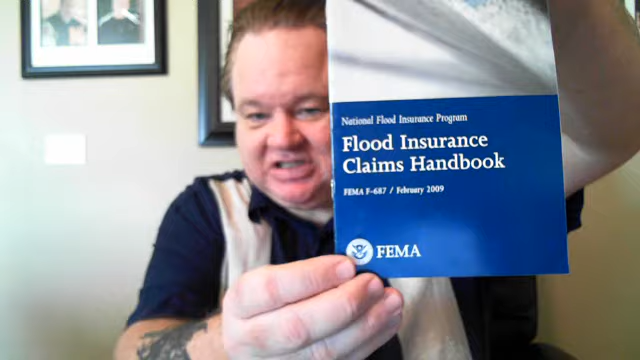 National Flood Insurance Program
Flood Insurance
Claims Handbook
FEMA F-687 / February 2009
FEMA